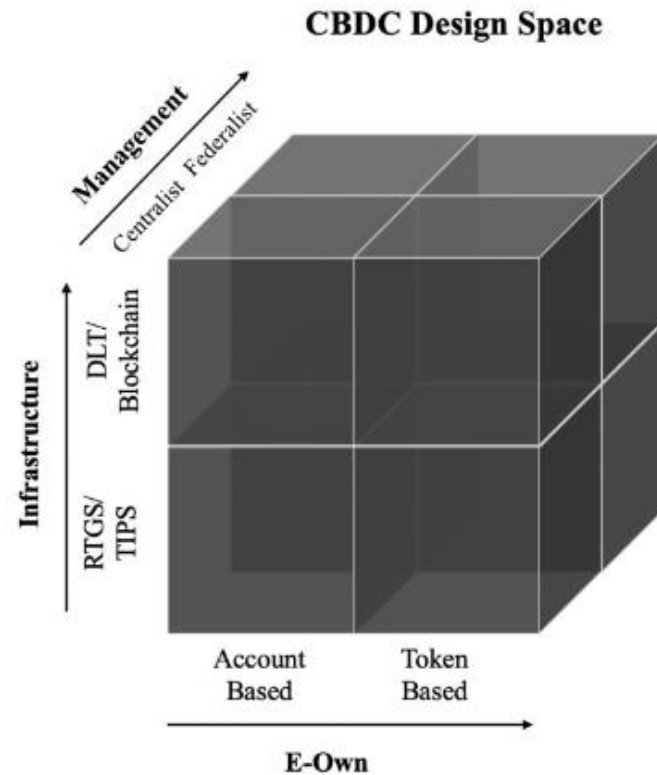 CBDC Design Space
Management
Centralist Federalist
Infrastructure
DLT/
Blockchain
RTGS/
TIPS
Account
Based
Token
Based
E-Own